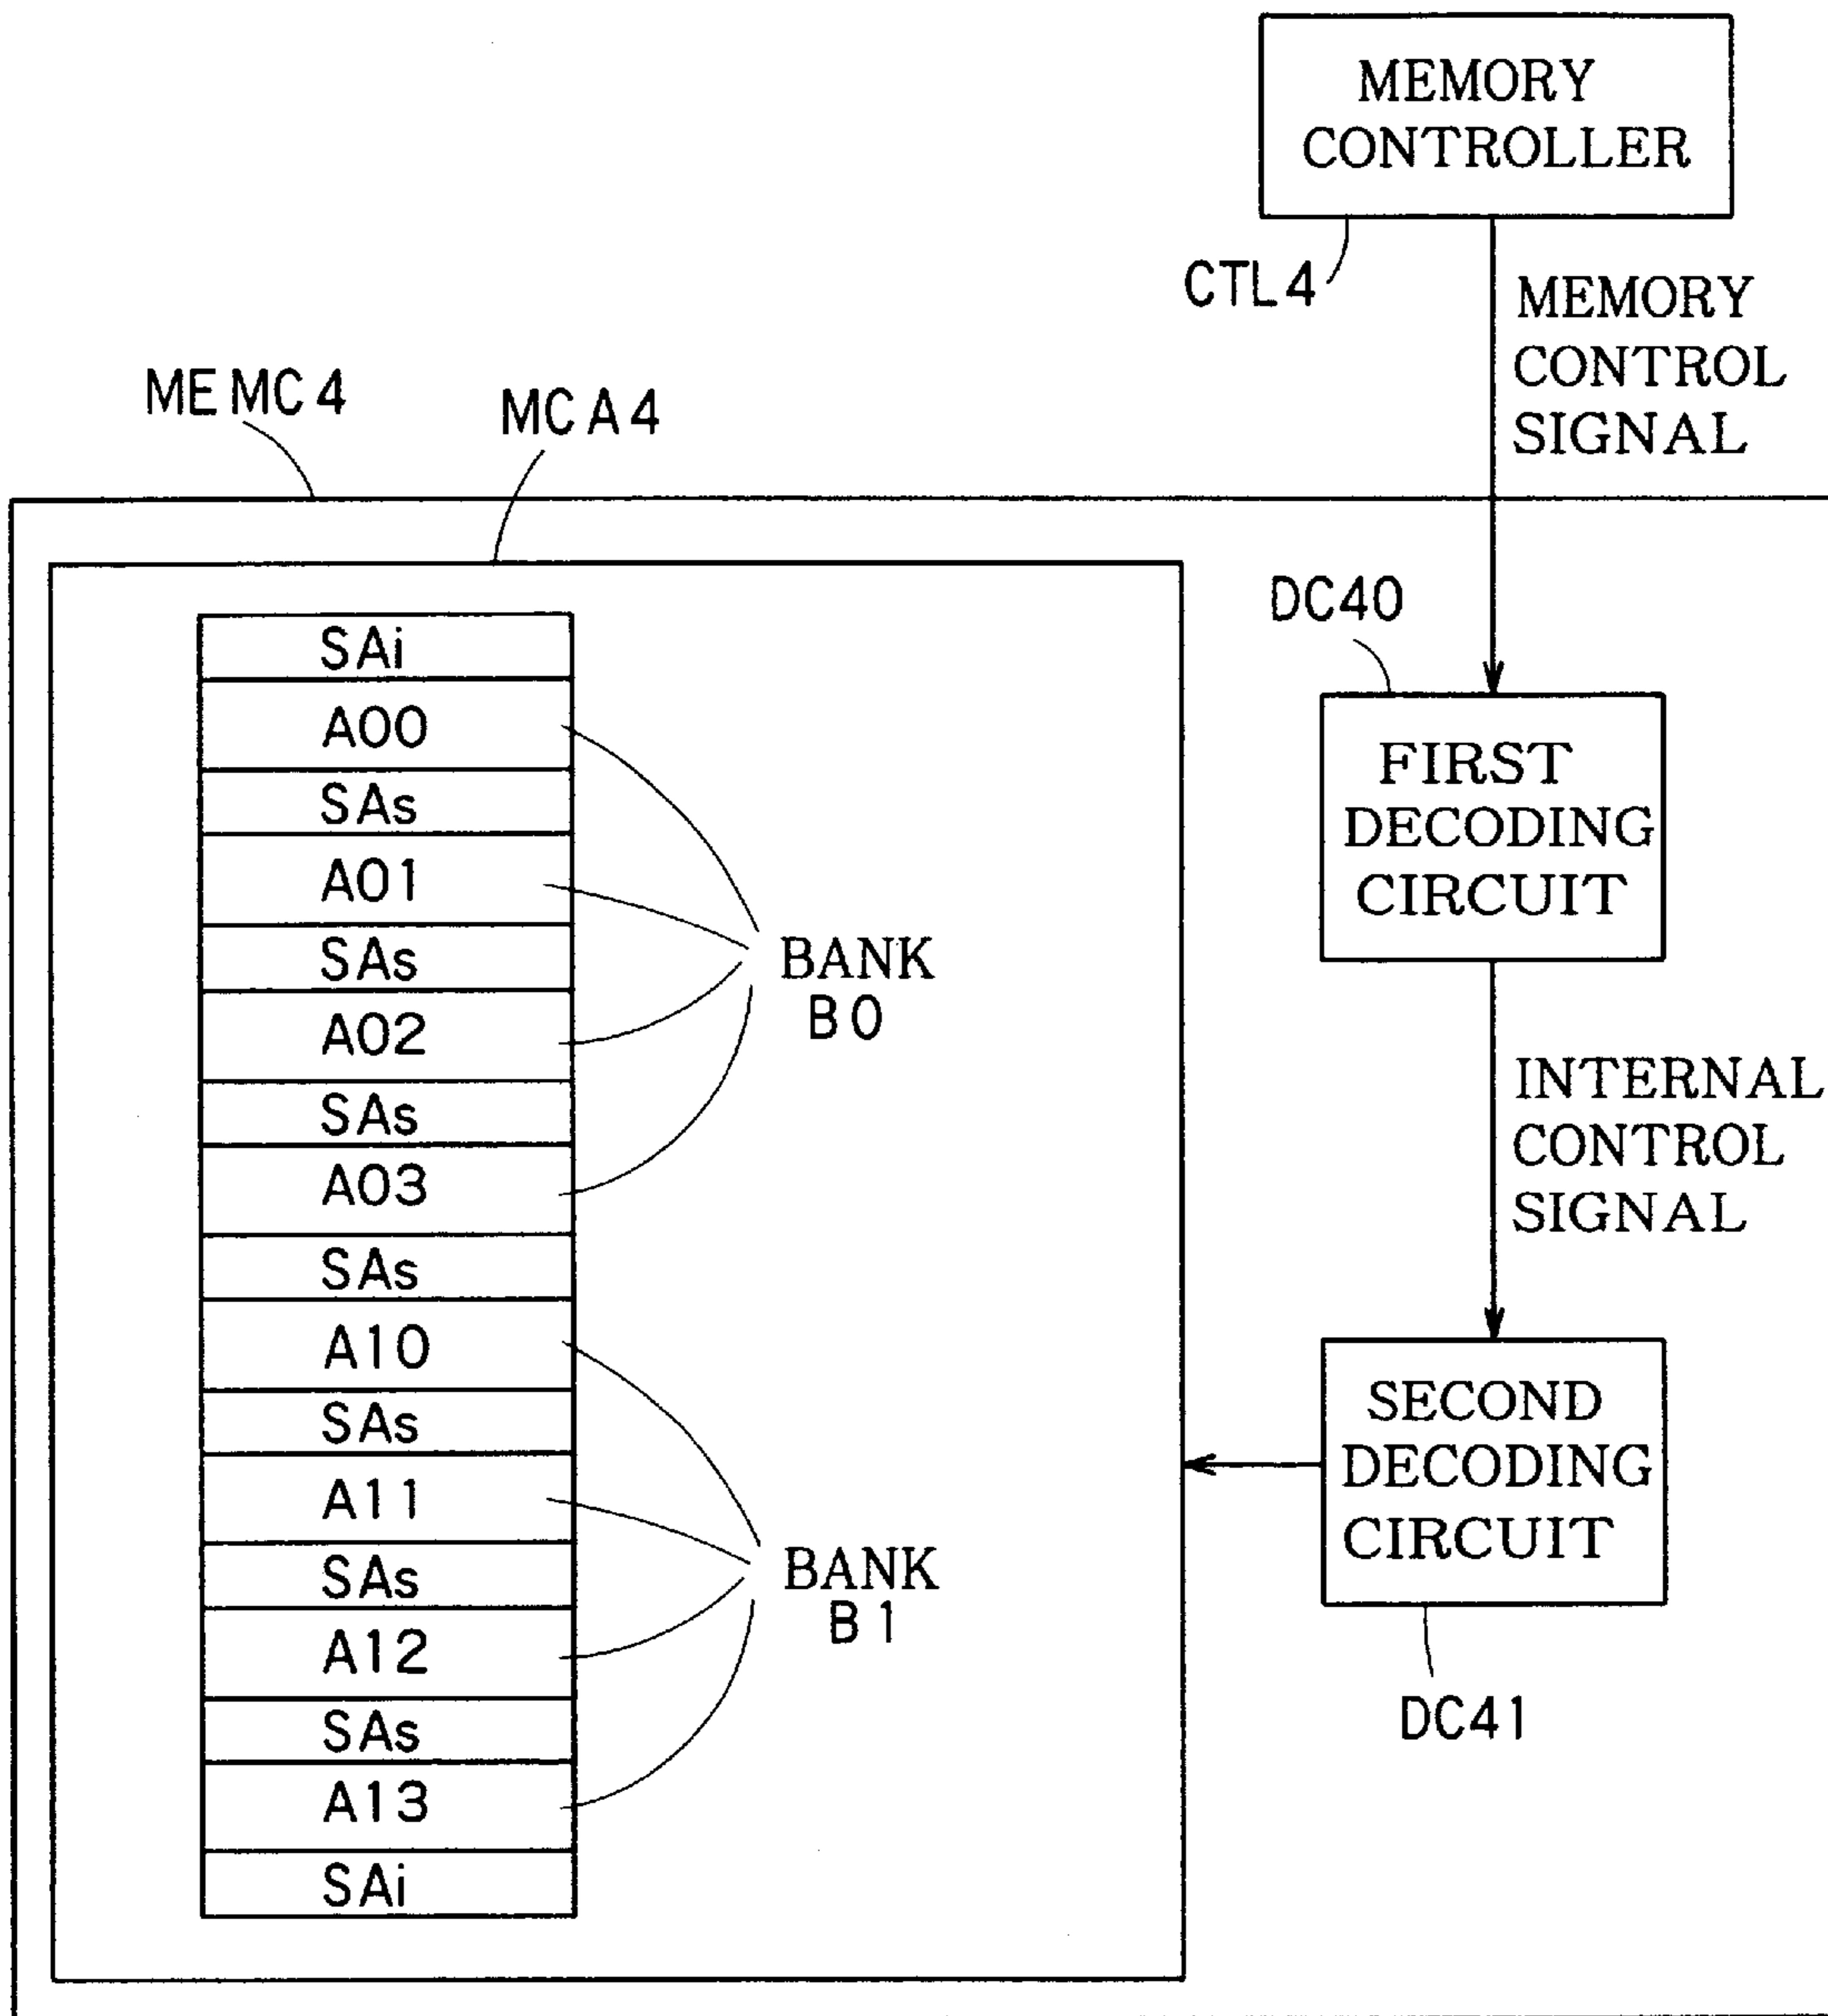 MEMORY
CONTROLLER
CTL4
MEMORY
CONTROL
SIGNAL
MEMC4
MCA4
DC40
FIRST
DECODING
CIRCUIT
INTERNAL
CONTROL
SIGNAL
SECOND
DECODING
CIRCUIT
DC41
SAi
A00
SAs
A01
SAs
A02
SAs
A03
SAs
A10
SAs
A11
SAs
A12
SAs
A13
SAi
BANK
B0
BANK
B1